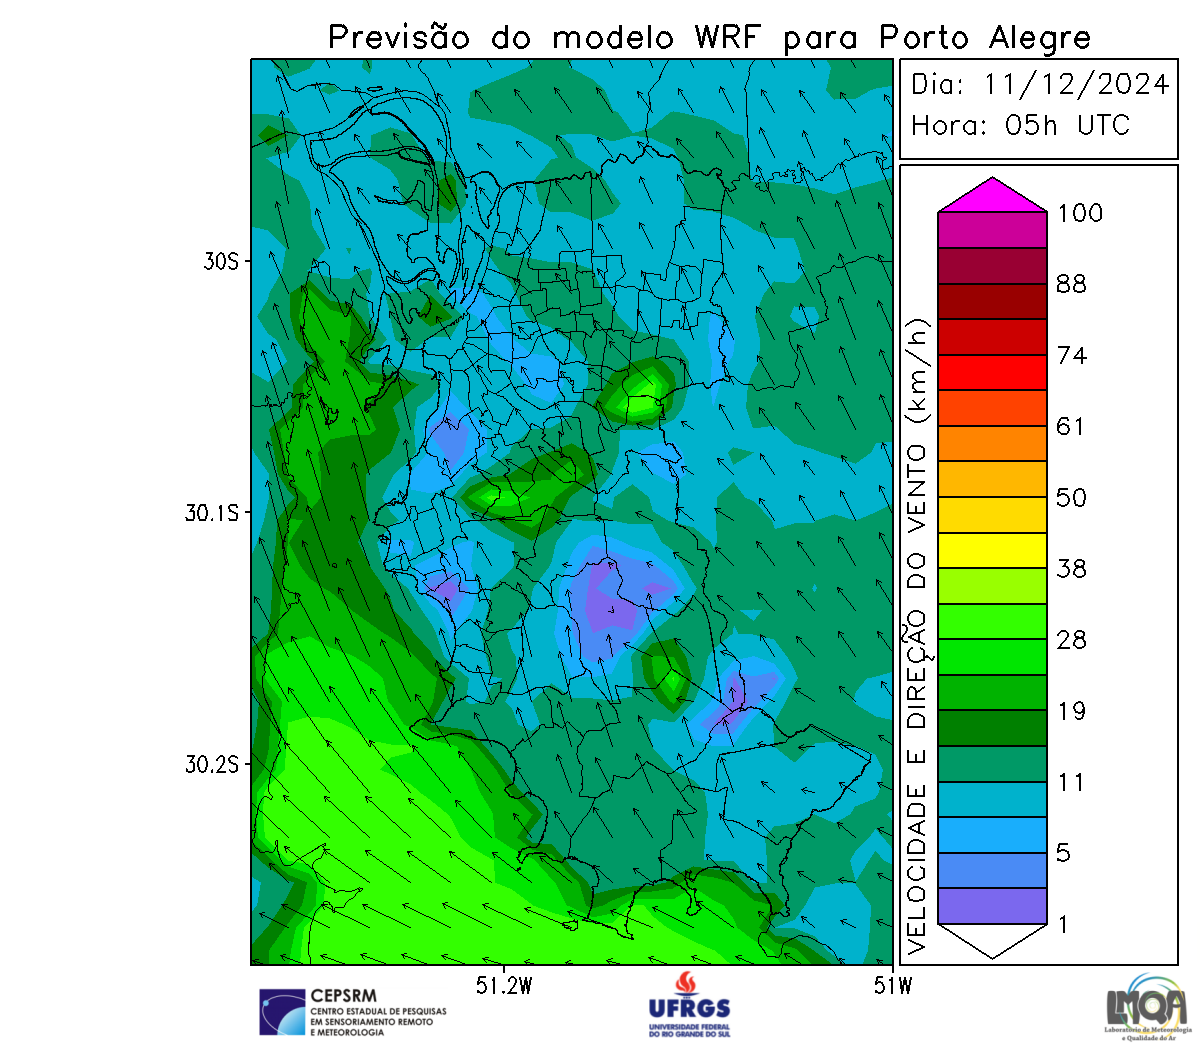 Previsão do modelo WRF para Porto Alegre
Dia: 11/12/2024
Hora: 05h UTC
30S
30.1S
30.2S
51.2W
51W
VELOCIDADE E DIREÇÃO DO VENTO (km/h)
100
88
74
61
50
38
28
19
11
5
1
CEPSRM
CENTRO ESTADUAL DE PESQUISAS
EM SENSORIAMENTO REMOTO
E METEOROLOGIA
UFRGS
UNIVERSIDADE FEDERAL
DO RIO GRANDE DO SUL
LMQA
Laboratório de Meteorologia
e Qualidade do Ar